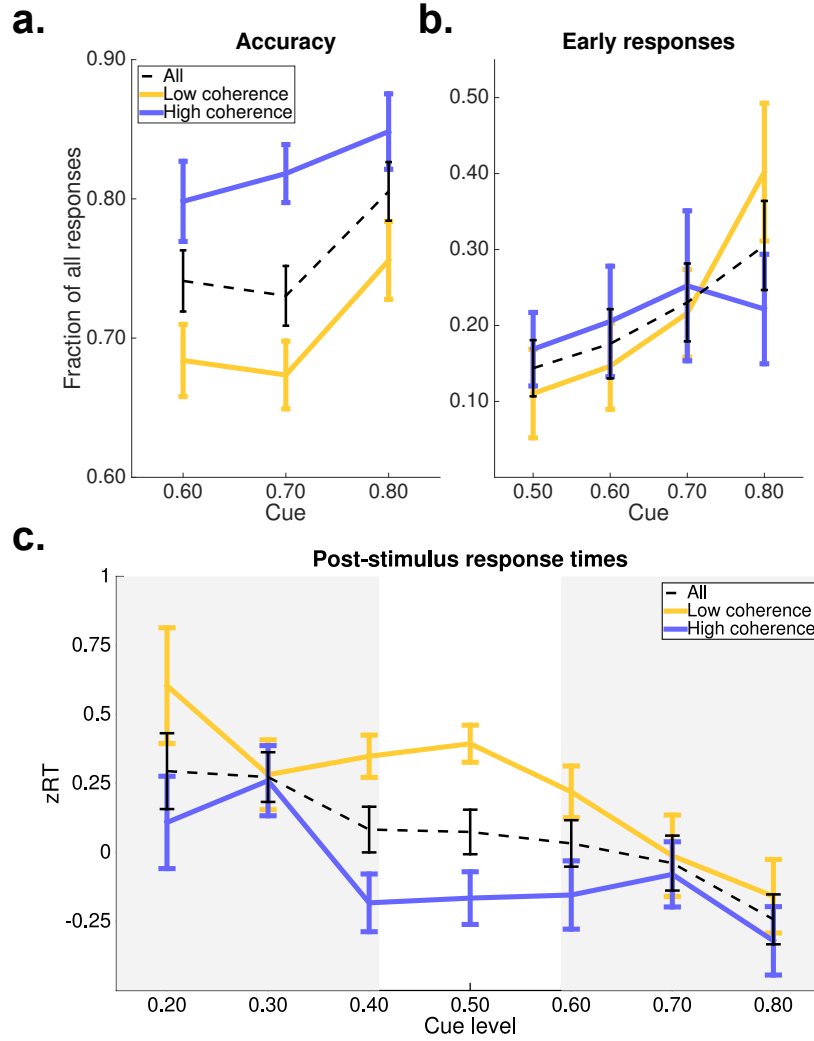 a.
Accuracy
0.90
All
Low coherence
High coherence
0.80
0.70
0.60
Fraction of all responses
0.60 0.70 0.80
Cue
b.
Early responses
0.50
0.40
0.30
0.20
0.10
0.50 0.60 0.70 0.80
Cue
c.
Post-stimulus response times
1
0.75
0.5
0.25
0
-0.25
zRT
All
Low coherence
High coherence
0.20 0.30 0.40 0.50 0.60 0.70 0.80
Cue level